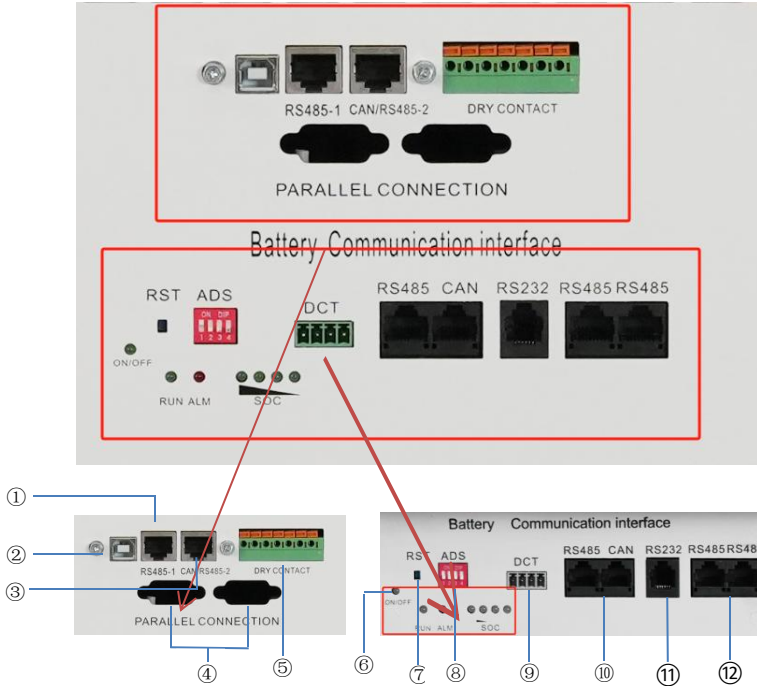 RS485-1 CAN/RS485-2 DRY CONTACT
PARALLEL CONNECTION
Battery Communication interface
RST ADS DCT RS485 CAN RS232 RS485 RS485
ON DIP
1 2 3 4
ON/OFF
RUN ALM SOC
①
②
RS485-1 CAN/RS485-2 DRY CONTACT
③
PARALLEL CONNECTION
④ ⑤
Battery Communication interface
RST ADS DCT RS485 CAN RS232 RS485 RS48
ON/OFF
RUN ALM SOC
⑥ ⑦ ⑧ ⑨ ⑩ ⑪ ⑫